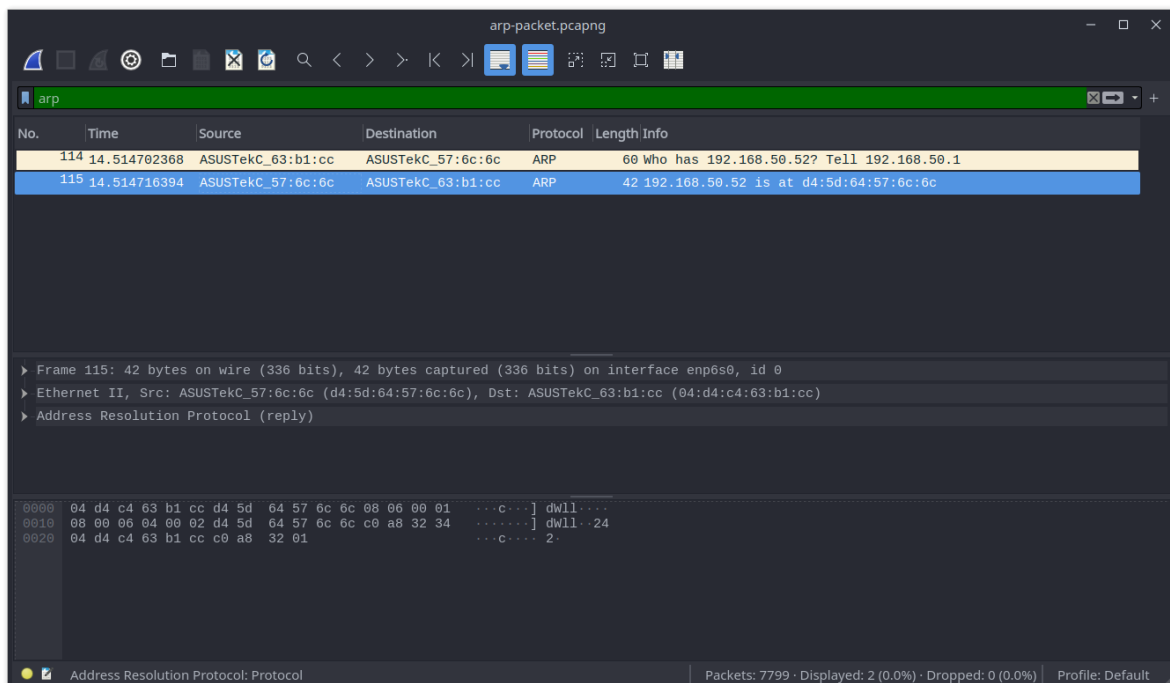 arp-packet.pcapng
arp
No. Time Source Destination Protocol Length Info
114 14.514702368 ASUSTekC_63:b1:cc ASUSTekC_57:6c:6c ARP 60 Who has 192.168.50.52? Tell 192.168.50.1
115 14.514716394 ASUSTekC_57:6c:6c ASUSTekC_63:b1:cc ARP 42 192.168.50.52 is at d4:5d:64:57:6c:6c
Frame 115: 42 bytes on wire (336 bits), 42 bytes captured (336 bits) on interface enp6s0, id 0
Ethernet II, Src: ASUSTekC_57:6c:6c (d4:5d:64:57:6c:6c), Dst: ASUSTekC_63:b1:cc (04:d4:c4:63:b1:cc)
Address Resolution Protocol (reply)
0000 04 d4 c4 63 b1 cc d4 5d 64 57 6c 6c 08 06 00 01 ···c···] dWll····
0010 08 00 06 04 00 02 d4 5d 64 57 6c 6c c0 a8 32 34 ·······] dWll··24
0020 04 d4 c4 63 b1 cc c0 a8 32 01 ···c···· 2·
Address Resolution Protocol: Protocol Packets: 7799 · Displayed: 2 (0.0%) · Dropped: 0 (0.0%) Profile: Default